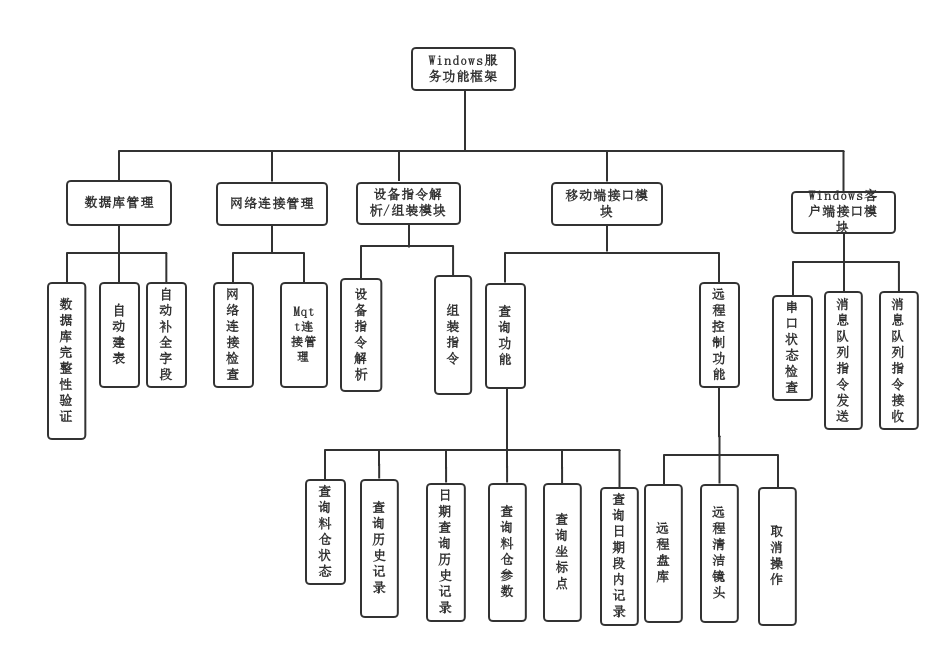 Windows服
务功能框架
数据库管理
网络连接管理
设备指令解
析/组装模块
移动端接口模
块
Windows客
户端接口模
块
数据库完整性验证
自动建表
自动补全字段
网络连接检查
Mqt
t连
接管
理
设备指令解析
组装指令
查询功能
远程控制功能
串口状态检查
消息队列指令发送
消息队列指令接收
查询料仓状态
查询历史记录
日期查询历史记录
查询料仓参数
查询坐标点
查询日期段内记录
远程盘库
远程清洁镜头
取消操作